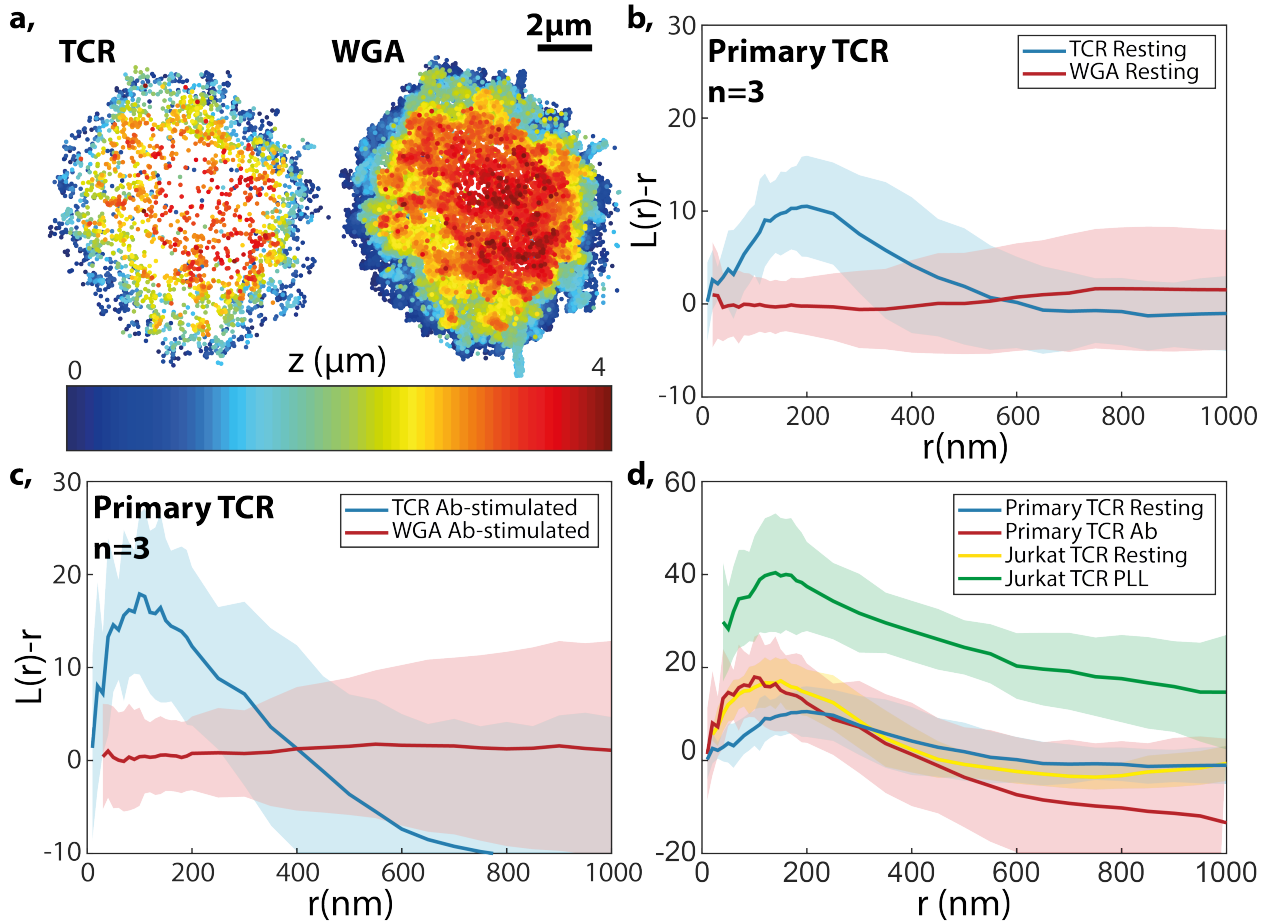 a,
TCR
WGA
2μm
z (μm)
0
4
b,
Primary TCR
n=3
TCR Resting
WGA Resting
L(r)-r
30
20
10
0
-10
0
200
400
600
800
1000
r(nm)
c,
Primary TCR
n=3
TCR Ab-stimulated
WGA Ab-stimulated
L(r)-r
30
20
10
0
-10
0
200
400
600
800
1000
r(nm)
d,
Primary TCR Resting
Primary TCR Ab
Jurkat TCR Resting
Jurkat TCR PLL
L(r)-r
60
40
20
0
-20
0
200
400
600
800
1000
r (nm)